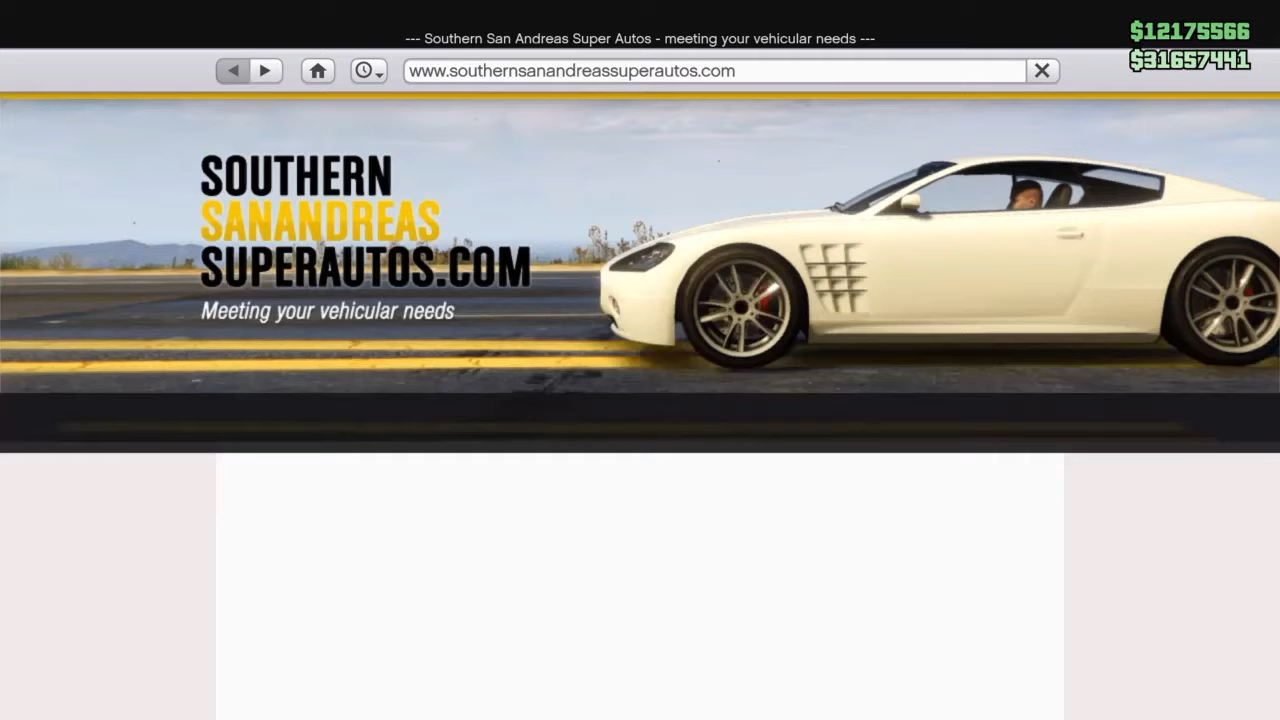 --- Southern San Andreas Super Autos - meeting your vehicular needs ---
$12175566
$31657441
www.southernsanandreassuperautos.com
SOUTHERN
SANANDREAS
SUPERAUTOS.COM
Meeting your vehicular needs